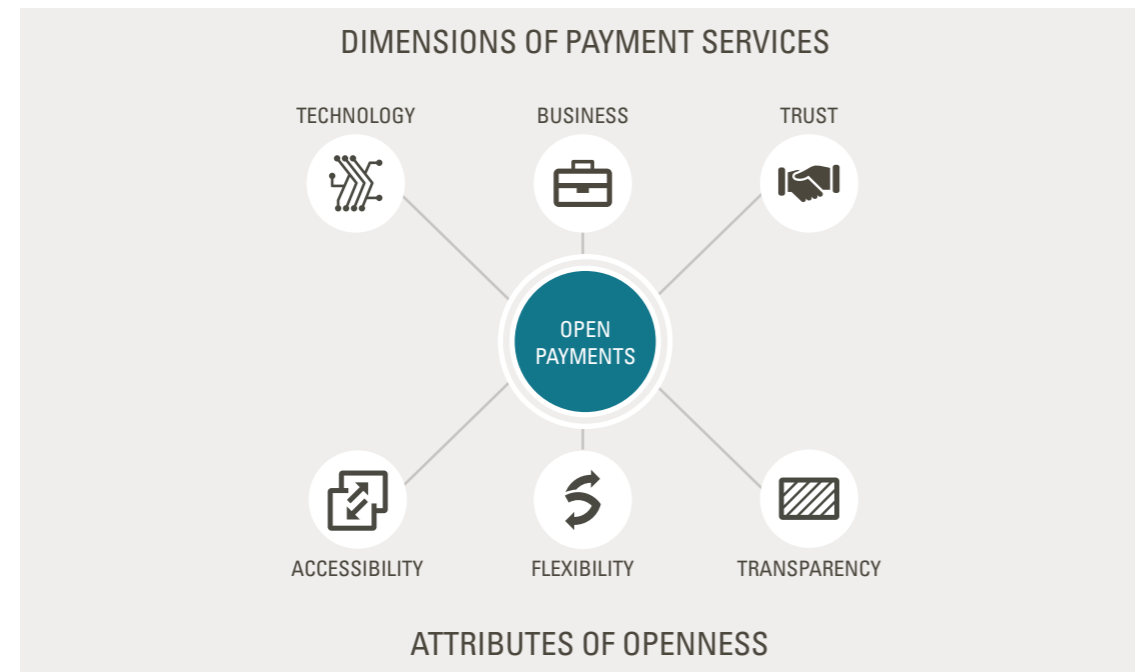 DIMENSIONS OF PAYMENT SERVICES
TECHNOLOGY
BUSINESS
TRUST
OPEN
PAYMENTS
ACCESSIBILITY
FLEXIBILITY
TRANSPARENCY
ATTRIBUTES OF OPENNESS